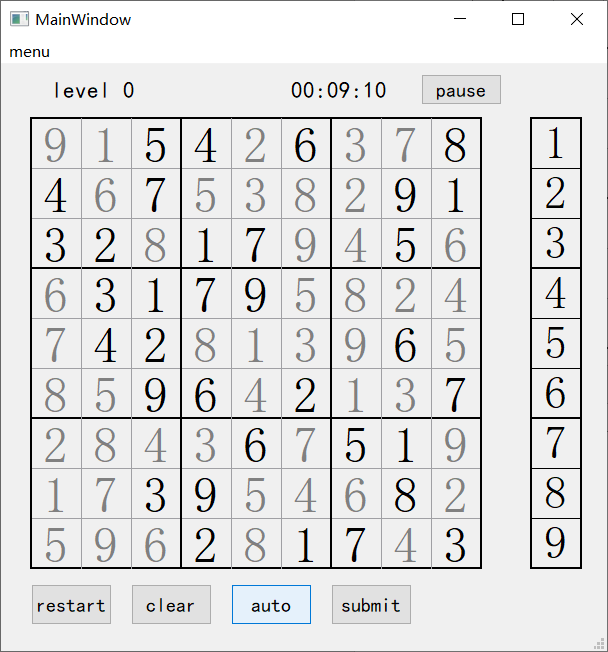 MainWindow
menu
level 0 00:09:10 pause
9 1 5 4 2 6 3 7 8 1
4 6 7 5 3 8 2 9 1 2
3 2 8 1 7 9 4 5 6 3
6 3 1 7 9 5 8 2 4 4
7 4 2 8 1 3 9 6 5 5
8 5 9 6 4 2 1 3 7 6
2 8 4 3 6 7 5 1 9 7
1 7 3 9 5 4 6 8 2 8
5 9 6 2 8 1 7 4 3 9
restart clear auto submit